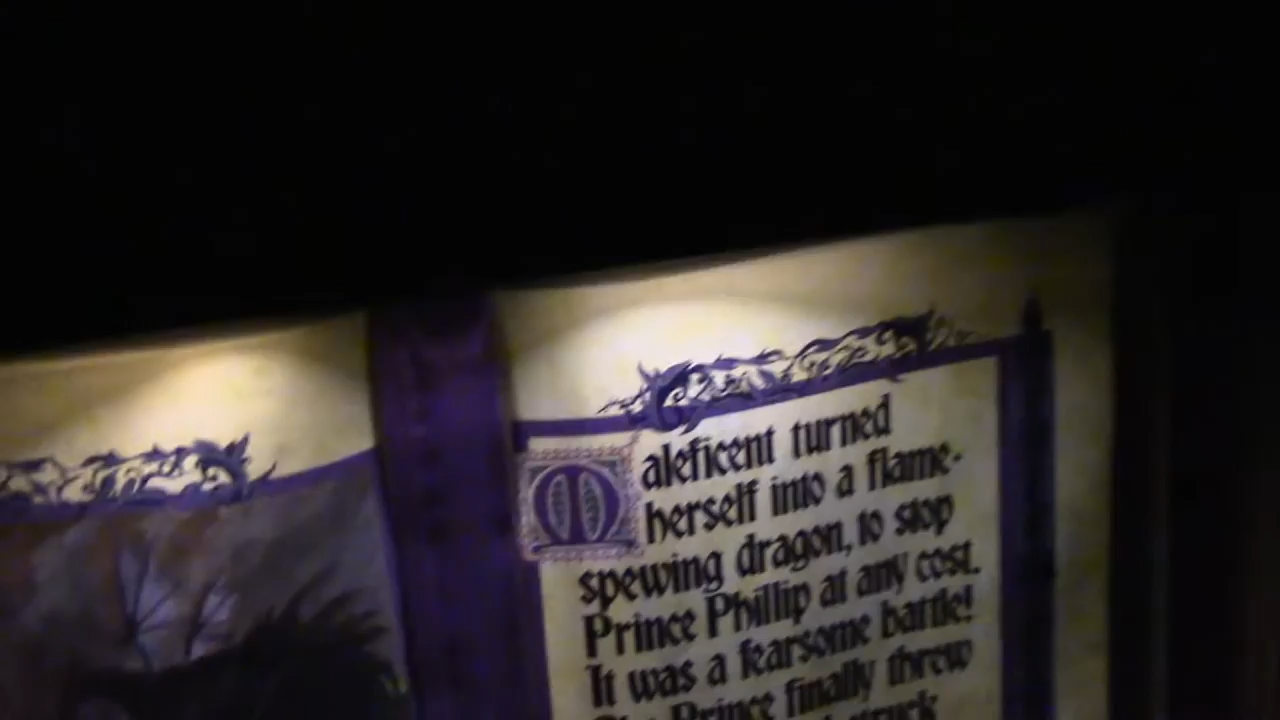 Maleficent turned
herself into a flame-
spewing dragon, to stop
Prince Phillip at any cost.
It was a fearsome battle!
The Prince finally threw
struck